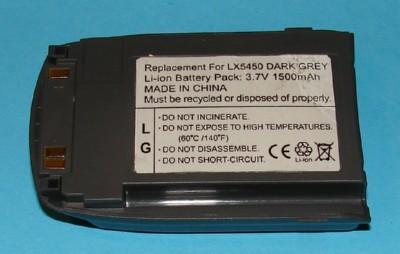 Replacement For LX5450 DARK GREY
Li-ion Battery Pack: 3.7V 1500mAh
MADE IN CHINA
Must be recycled or disposed of properly
L
G
- DO NOT INCINERATE.
- DO NOT EXPOSE TO HIGH TEMPERATURES
(60°C /140°F)
- DO NOT DISASSEMBLE.
- DO NOT SHORT-CIRCUIT.
CE
Li-ion